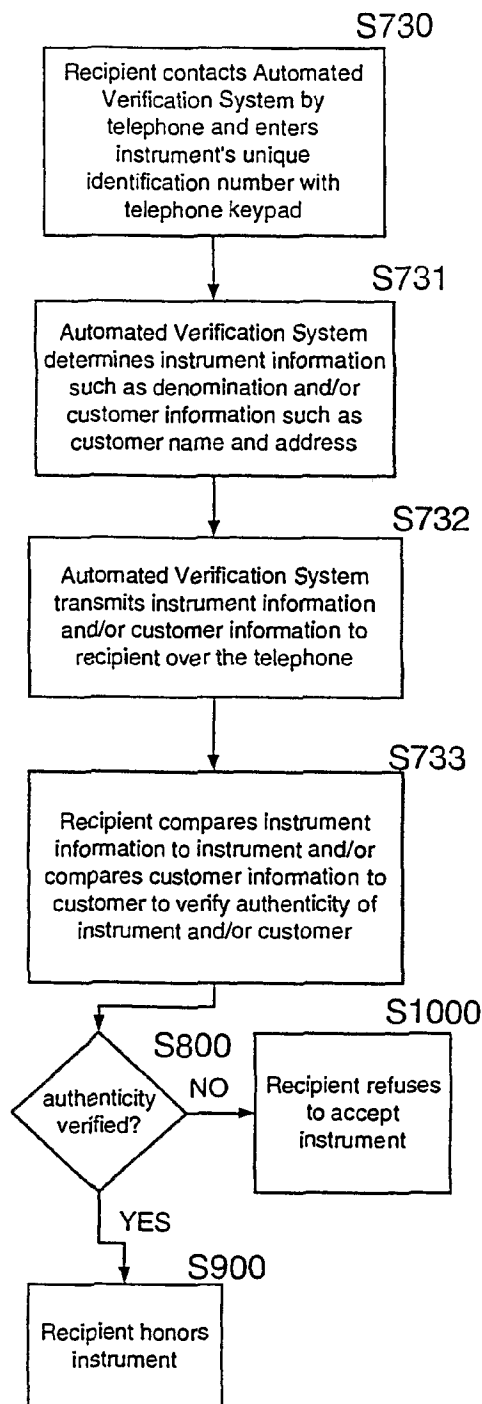 S730
Recipient contacts Automated
Verification System by
telephone and enters
instrument's unique
identification number with
telephone keypad
S731
Automated Verification System
determines instrument information
such as denomination and/or
customer information such as
customer name and address
S732
Automated Verification System
transmits instrument information
and/or customer information to
recipient over the telephone
S733
Recipient compares instrument
information to instrument and/or
compares customer information to
customer to verify authenticity of
instrument and/or customer
S800
authenticity
verified?
NO
S1000
Recipient refuses
to accept
instrument
YES
S900
Recipient honors
instrument